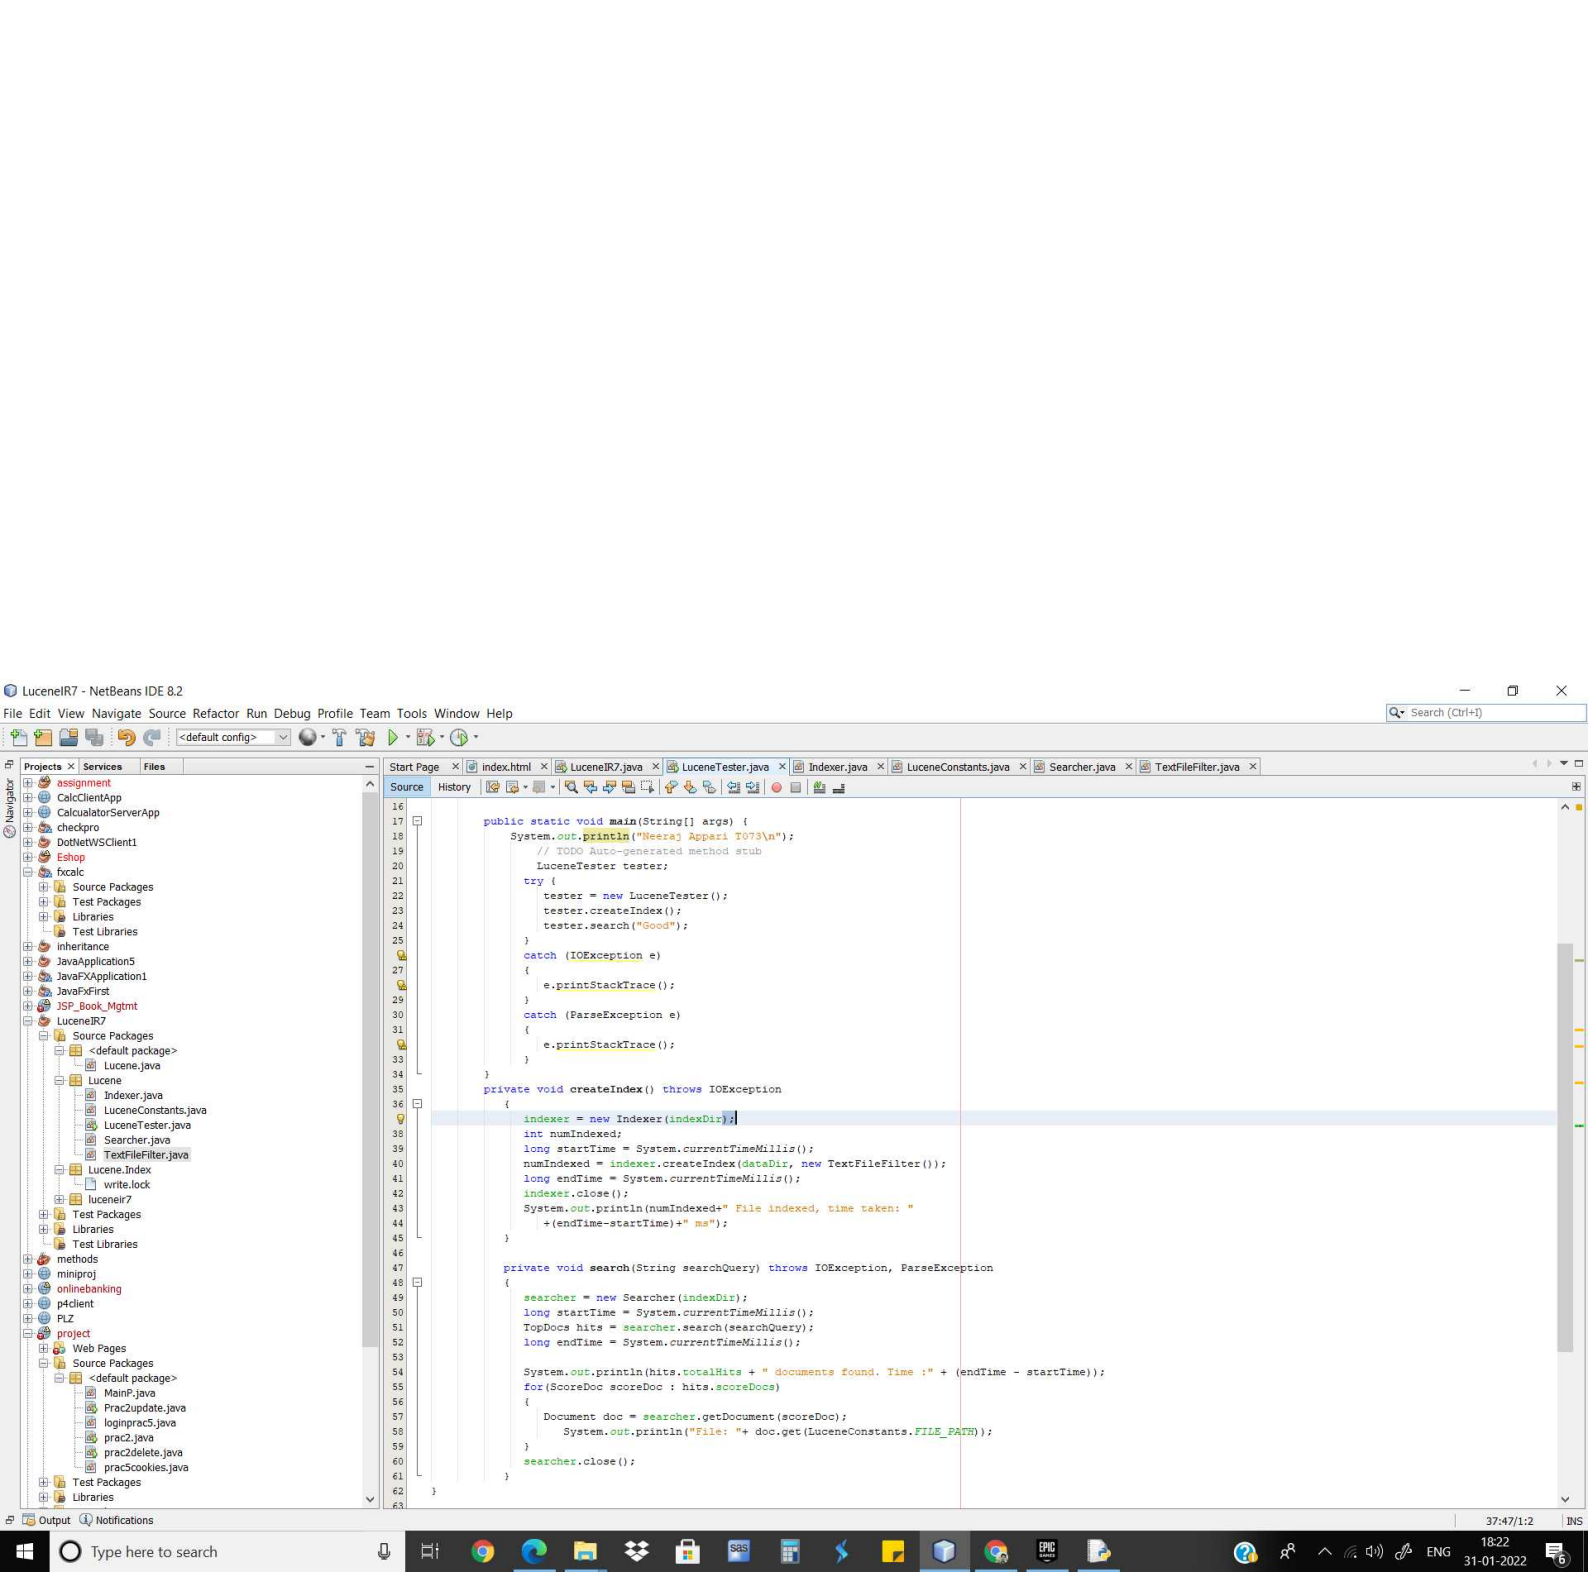 LuceneIR7 - NetBeans IDE 8.2
File Edit View Navigate Source Refactor Run Debug Profile Team Tools Window Help
Search (Ctrl+I)
<default config>
Projects Services Files
Navigator
assignment
CalcClientApp
CalcualatorServerApp
checkpro
DotNetWSClient1
Eshop
fxcalc
Source Packages
Test Packages
Libraries
Test Libraries
inheritance
JavaApplication5
JavaFXApplication1
JavaFxFirst
JSP_Book_Mgtmt
LuceneIR7
Source Packages
<default package>
Lucene.java
Lucene
Indexer.java
LuceneConstants.java
LuceneTester.java
Searcher.java
TextFileFilter.java
Lucene.Index
write.lock
luceneir7
Test Packages
Libraries
Test Libraries
methods
miniproj
onlinebanking
p4client
PLZ
project
Web Pages
Source Packages
<default package>
MainP.java
Prac2update.java
loginprac5.java
prac2.java
prac2delete.java
prac5cookies.java
Test Packages
Libraries
Start Page index.html LuceneIR7.java LuceneTester.java Indexer.java LuceneConstants.java Searcher.java TextFileFilter.java
Source History
16
17 public static void main(String[] args) {
18 System.out.println("Neeraj Appari T073\n");
19 // TODO Auto-generated method stub
20 LuceneTester tester;
21 try {
22 tester = new LuceneTester();
23 tester.createIndex();
24 tester.search("Good");
25 }
catch (IOException e)
27 {
e.printStackTrace();
29 }
30 catch (ParseException e)
31 {
e.printStackTrace();
33 }
34 }
35 private void createIndex() throws IOException
36 {
indexer = new Indexer(indexDir);
38 int numIndexed;
39 long startTime = System.currentTimeMillis();
40 numIndexed = indexer.createIndex(dataDir, new TextFileFilter());
41 long endTime = System.currentTimeMillis();
42 indexer.close();
43 System.out.println(numIndexed+" File indexed, time taken: "
44 +(endTime-startTime)+" ms");
45 }
46
47 private void search(String searchQuery) throws IOException, ParseException
48 {
49 searcher = new Searcher(indexDir);
50 long startTime = System.currentTimeMillis();
51 TopDocs hits = searcher.search(searchQuery);
52 long endTime = System.currentTimeMillis();
53
54 System.out.println(hits.totalHits + " documents found. Time :" + (endTime - startTime));
55 for(ScoreDoc scoreDoc : hits.scoreDocs)
56 {
57 Document doc = searcher.getDocument(scoreDoc);
58 System.out.println("File: "+ doc.get(LuceneConstants.FILE_PATH));
59 }
60 searcher.close();
61 }
62 }
63
Output Notifications
37:47/1:2 INS
Type here to search
sas
EPIC GAMES
ENG
18:22
31-01-2022
6